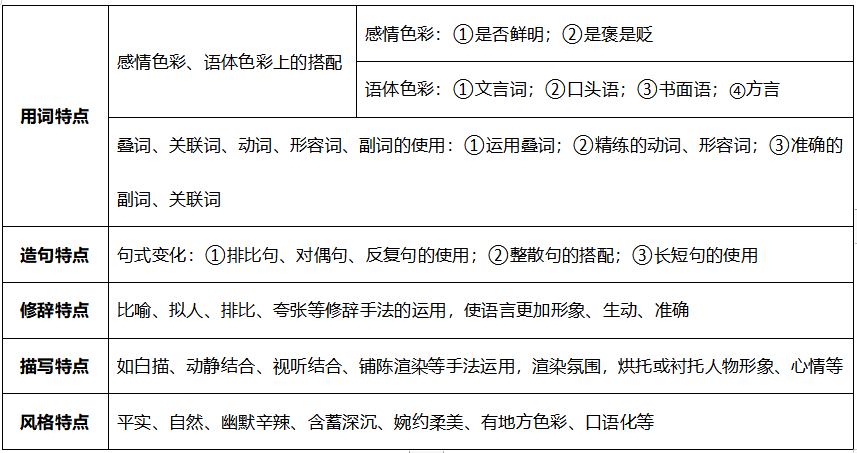 用词特点
感情色彩、语体色彩上的搭配
感情色彩：①是否鲜明；②是褒是贬
语体色彩：①文言词；②口头语；③书面语；④方言
叠词、关联词、动词、形容词、副词的使用：①运用叠词；②精练的动词、形容词；③准确的
副词、关联词
造句特点
句式变化：①排比句、对偶句、反复句的使用；②整散句的搭配；③长短句的使用
修辞特点
比喻、拟人、排比、夸张等修辞手法的运用，使语言更加形象、生动、准确
描写特点
如白描、动静结合、视听结合、铺陈渲染等手法运用，渲染氛围，烘托或衬托人物形象、心情等
风格特点
平实、自然、幽默辛辣、含蓄深沉、婉约柔美、有地方色彩、口语化等